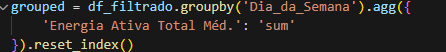 grouped = df_filtrado.groupby('Dia_da_Semana').agg({
    'Energia Ativa Total Méd.': 'sum'
}).reset_index()